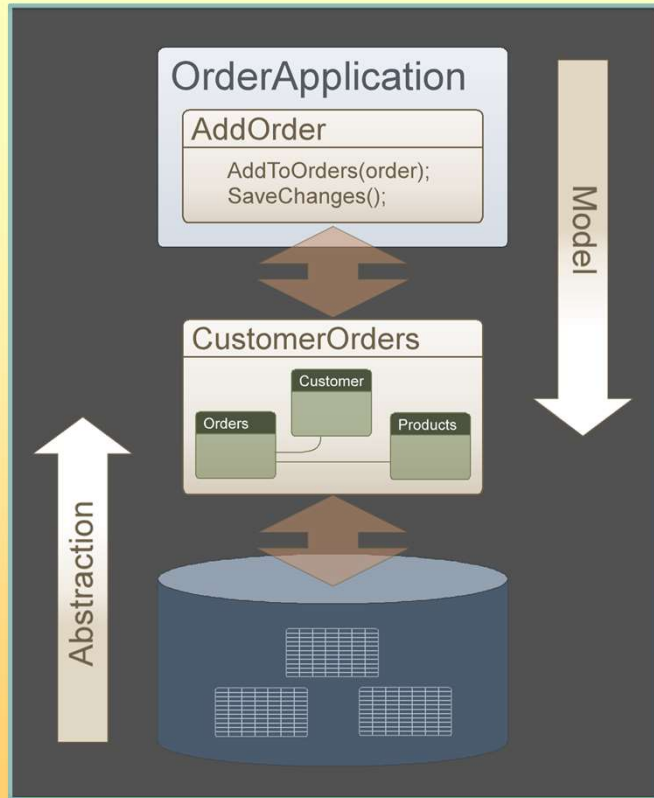 OrderApplication
AddOrder
AddToOrders(order);
SaveChanges();
Model
CustomerOrders
Customer
Orders
Products
Abstraction